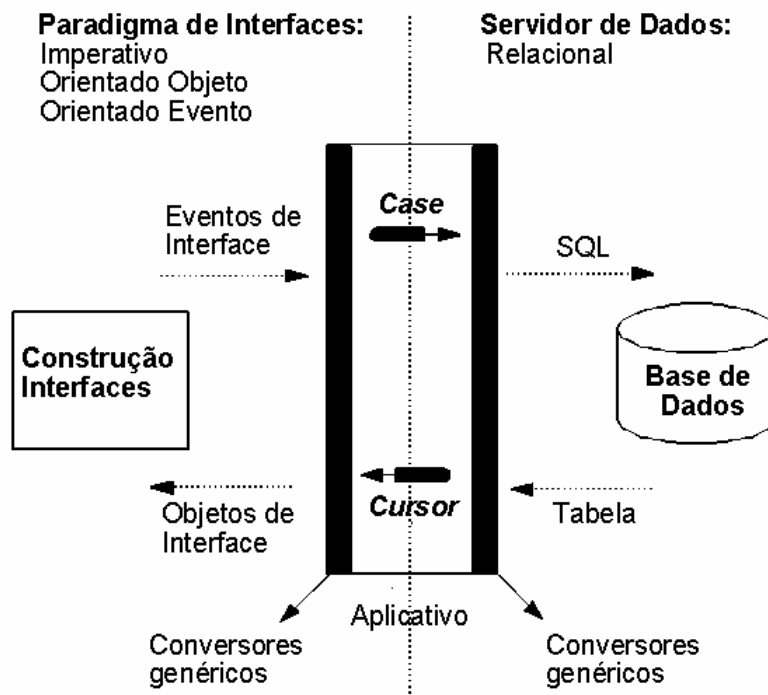 Paradigma de Interfaces:
Imperativo
Orientado Objeto
Orientado Evento
Servidor de Dados:
Relacional
Eventos de
Interface
Case
SQL
Construção
Interfaces
Base de
Dados
Objetos de
Interface
Cursor
Tabela
Aplicativo
Conversores
genéricos
Conversores
genéricos